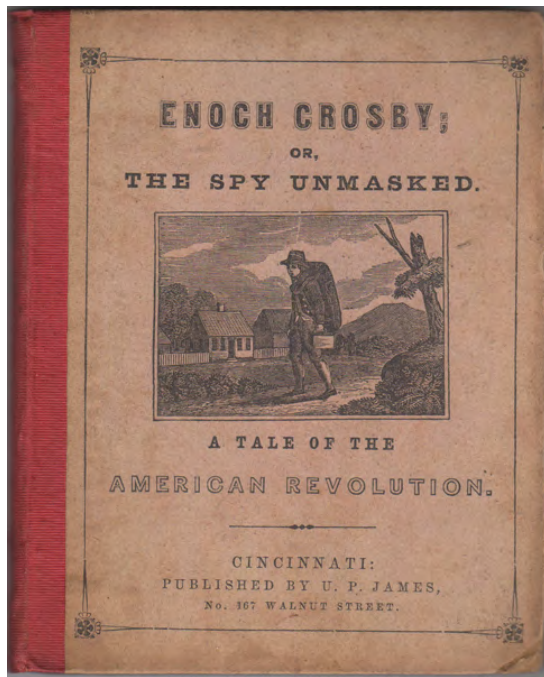 ENOCH CROSBY;
OR,
THE SPY UNMASKED.
A TALE OF THE
AMERICAN REVOLUTION.
CINCINNATI:
PUBLISHED BY U. P. JAMES,
No. 167 WALNUT STREET.